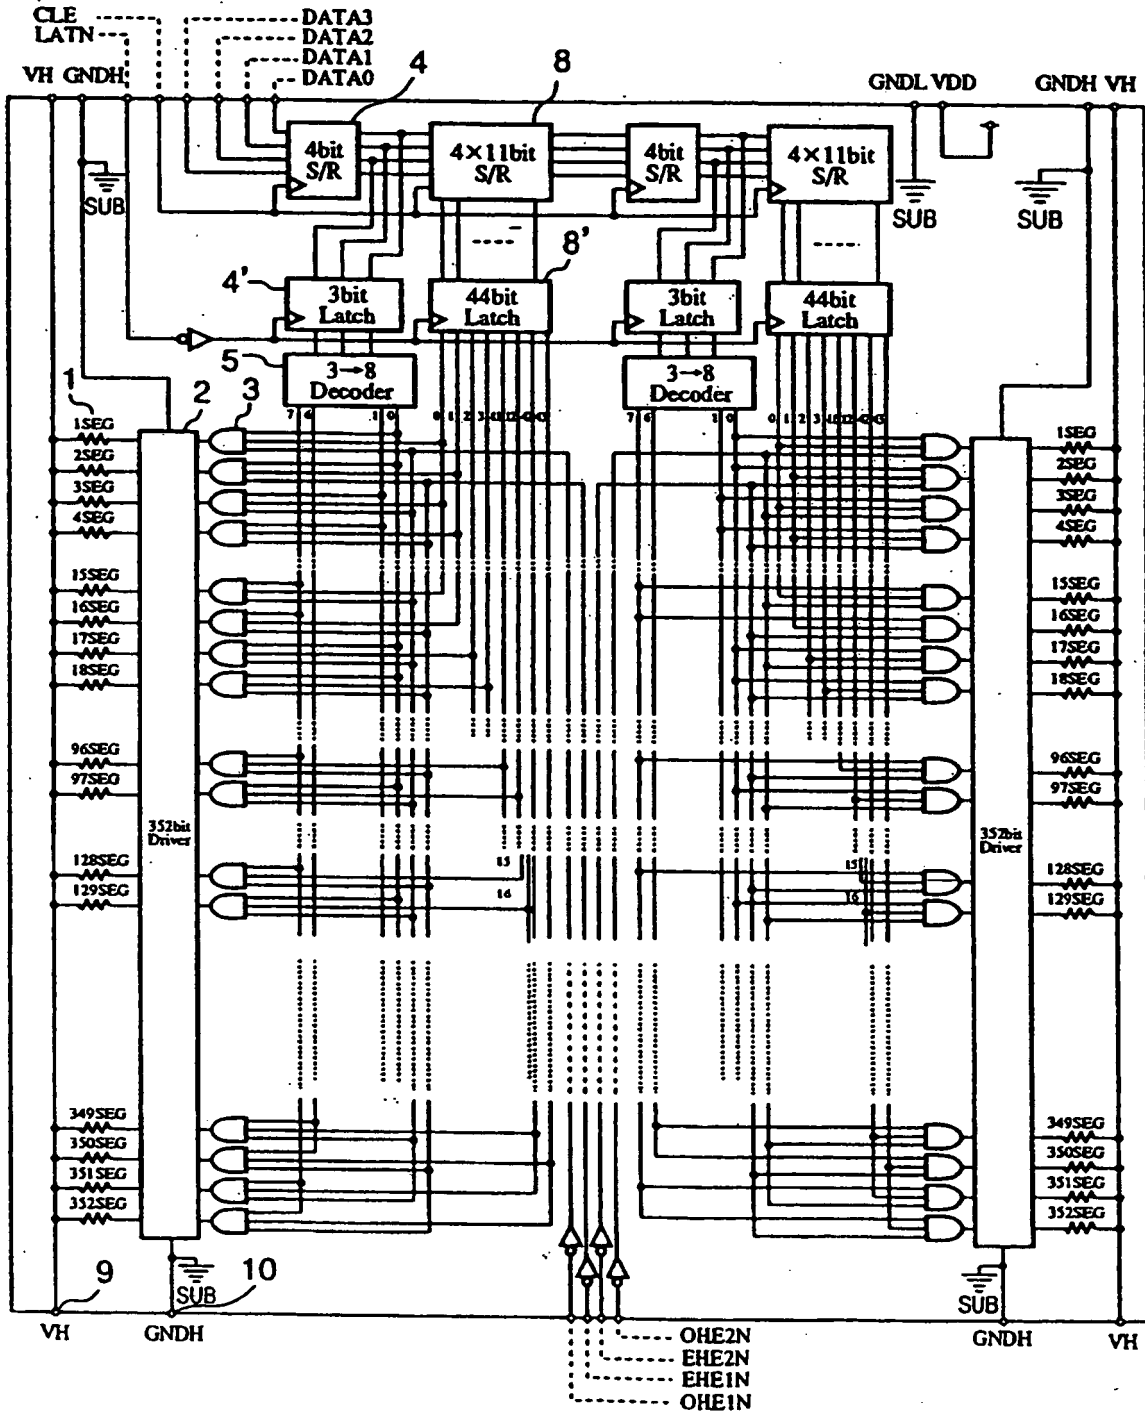 CLE
LATN
DATA3
DATA2
DATA1
DATA0
VH GNDH
4
8
GNDL VDD
GNDH VH
4bit
S/R
4×11bit
S/R
4bit
S/R
4×11bit
S/R
SUB
SUB
SUB
4'
8'
3bit
Latch
44bit
Latch
3bit
Latch
44bit
Latch
5
3→8
Decoder
3→8
Decoder
7 6 1 0 0 1 2 3
7 6 1 0 0 1 2 3
1
2
3
1SEG
2SEG
3SEG
4SEG
15SEG
16SEG
17SEG
18SEG
96SEG
97SEG
128SEG
129SEG
349SEG
350SEG
351SEG
352SEG
352bit
Driver
15
16
15
16
352bit
Driver
1SEG
2SEG
3SEG
4SEG
15SEG
16SEG
17SEG
18SEG
96SEG
97SEG
128SEG
129SEG
349SEG
350SEG
351SEG
352SEG
9
10
SUB
SUB
VH
GNDH
GNDH
VH
OHE2N
EHE2N
EHE1N
OHE1N